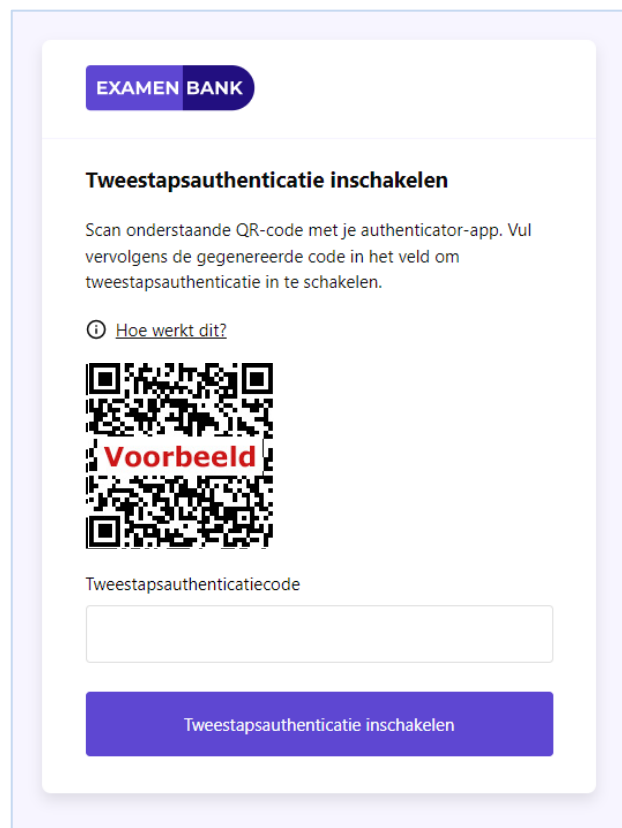 EXAMEN BANK
Tweestapsauthenticatie inschakelen
Scan onderstaande QR-code met je authenticator-app. Vul
vervolgens de gegenereerde code in het veld om
tweestapsauthenticatie in te schakelen.
Hoe werkt dit?
Voorbeeld
Tweestapsauthenticatiecode
Tweestapsauthenticatie inschakelen